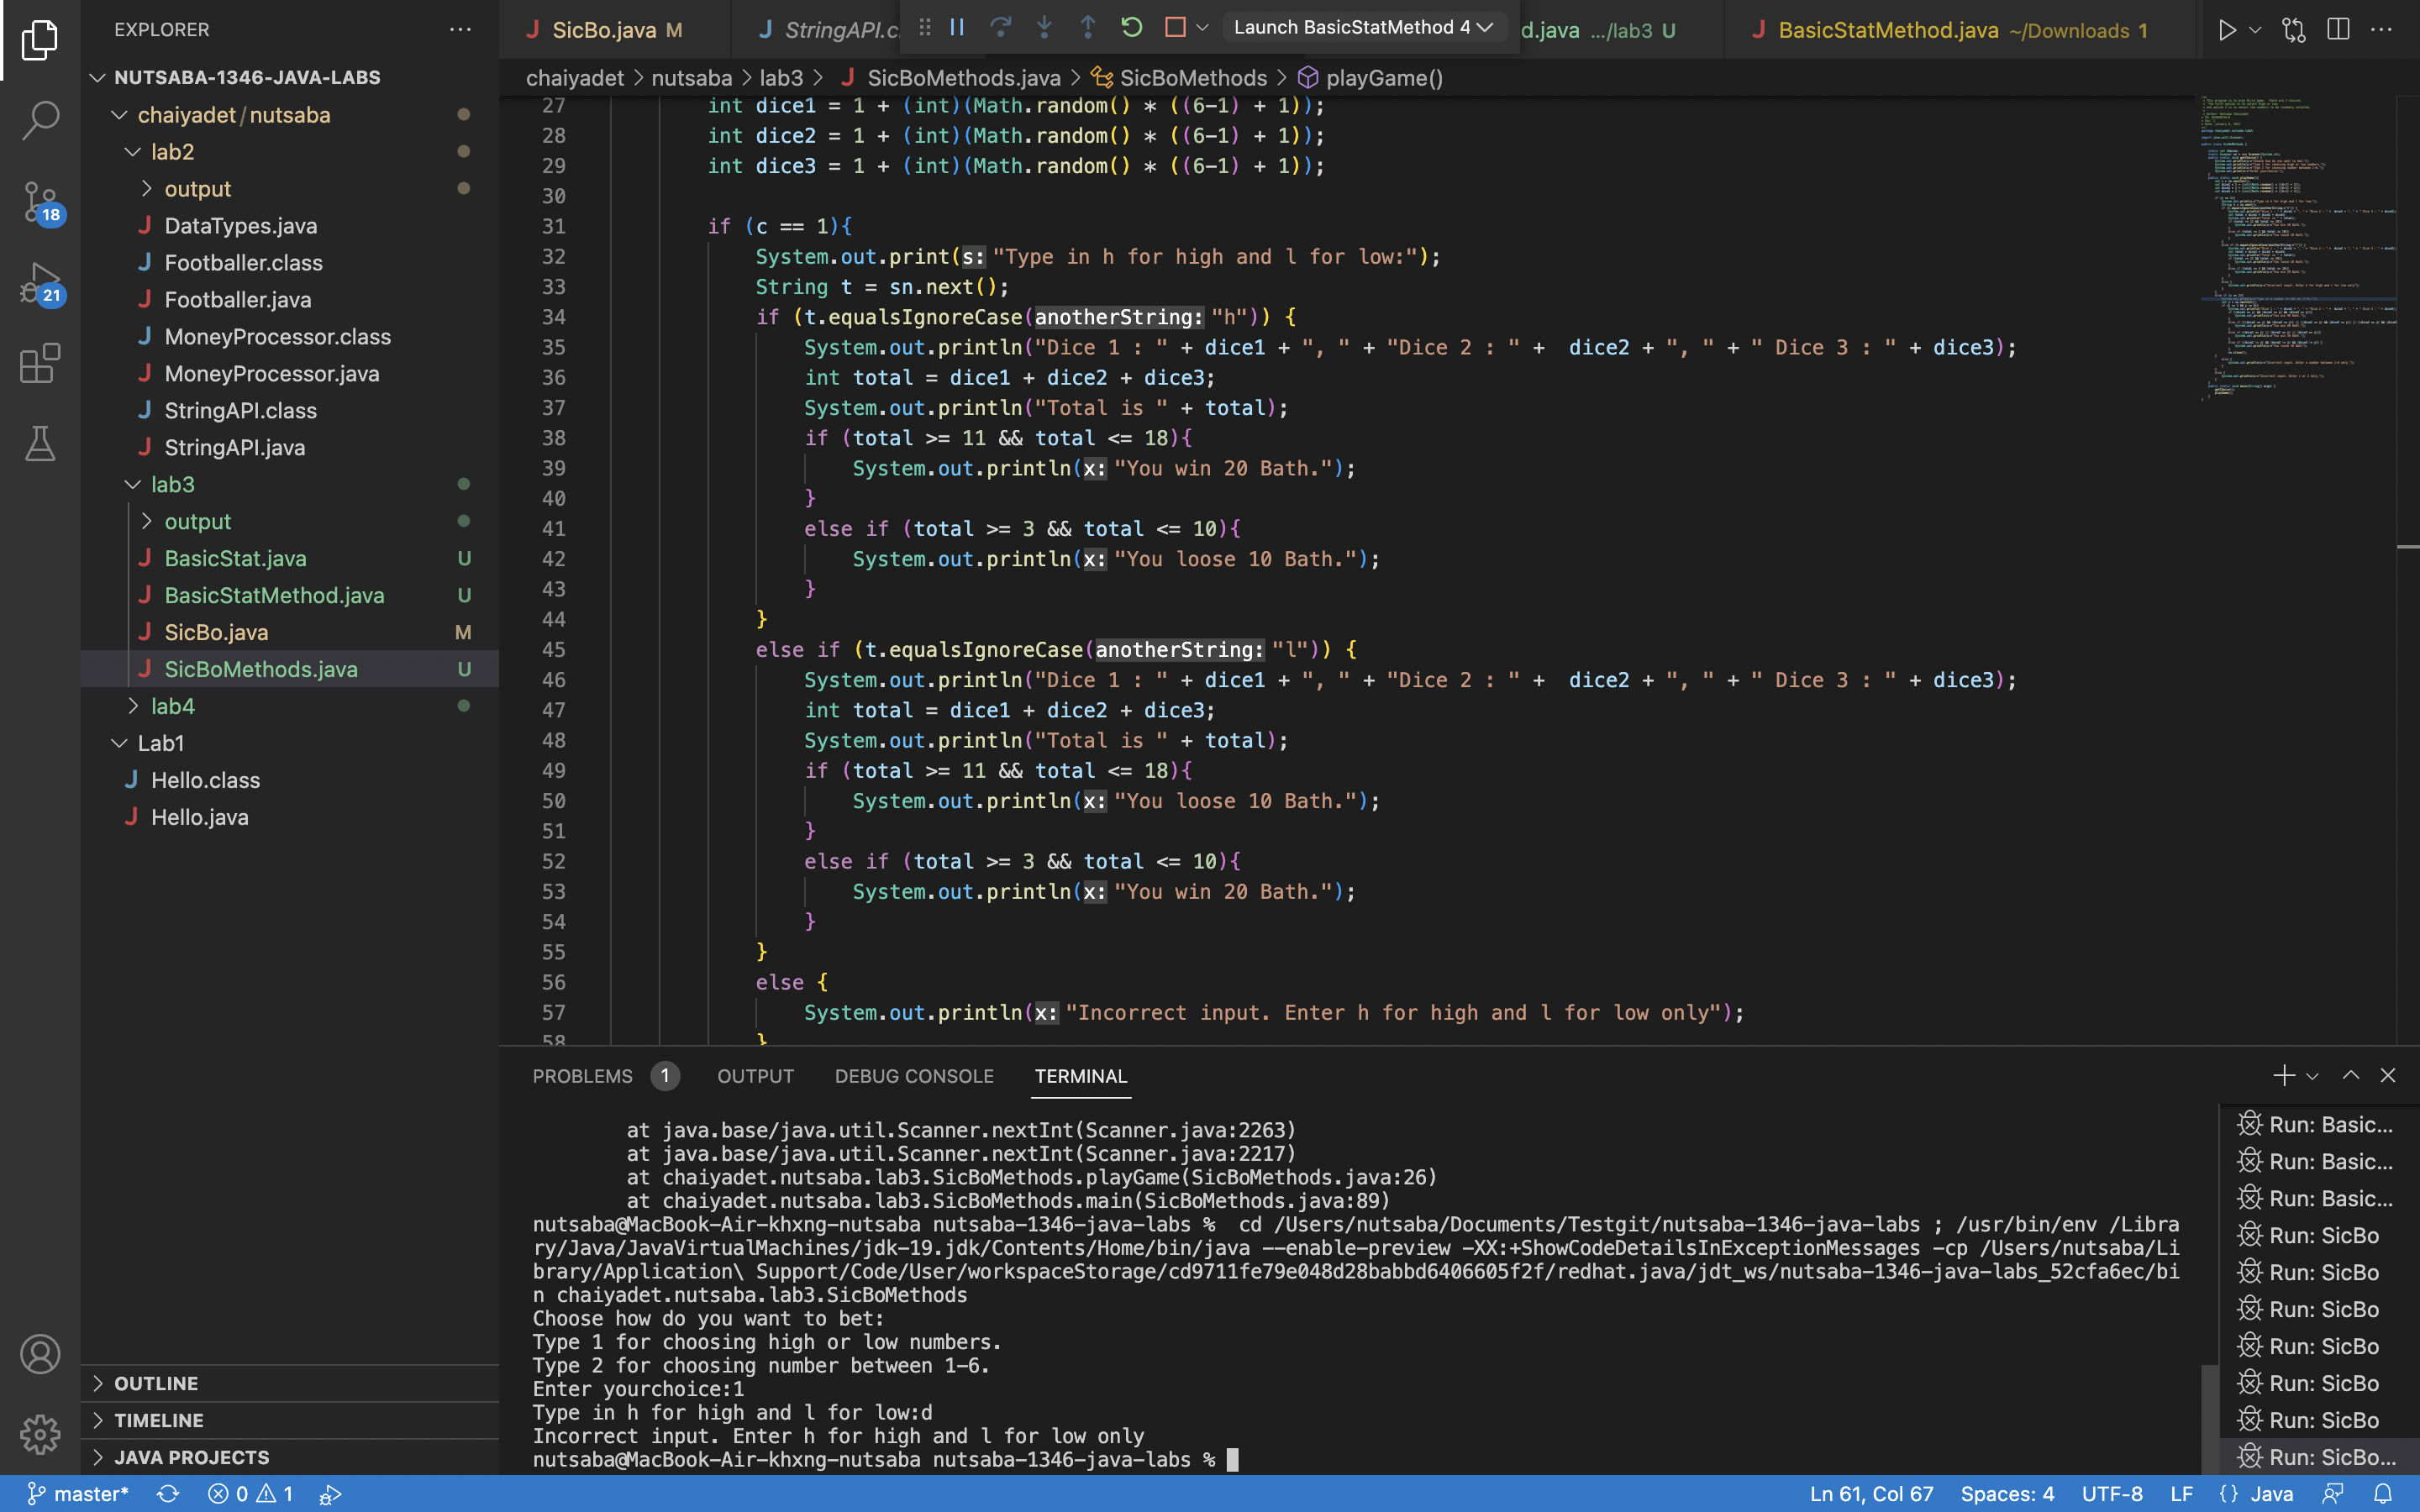 EXPLORER
NUTSABA-1346-JAVA-LABS
chaiyadet/nutsaba
lab2
output
DataTypes.java
Footballer.class
Footballer.java
MoneyProcessor.class
MoneyProcessor.java
StringAPI.class
StringAPI.java
lab3
output
BasicStat.java U
BasicStatMethod.java U
SicBo.java M
SicBoMethods.java U
lab4
Lab1
Hello.class
Hello.java
OUTLINE
TIMELINE
JAVA PROJECTS
18
21
SicBo.java M
StringAPI.c
Launch BasicStatMethod 4
d.java .../lab3 U
BasicStatMethod.java ~/Downloads 1
chaiyadet > nutsaba > lab3 > SicBoMethods.java > SicBoMethods > playGame()
27 int dice1 = 1 + (int)(Math.random() * ((6-1) + 1));
28 int dice2 = 1 + (int)(Math.random() * ((6-1) + 1));
29 int dice3 = 1 + (int)(Math.random() * ((6-1) + 1));
30
31 if (c == 1){
32 System.out.print(s: "Type in h for high and l for low:");
33 String t = sn.next();
34 if (t.equalsIgnoreCase(anotherString: "h")) {
35 System.out.println("Dice 1 : " + dice1 + ", " + "Dice 2 : " +  dice2 + ", " + " Dice 3 : " + dice3);
36 int total = dice1 + dice2 + dice3;
37 System.out.println("Total is " + total);
38 if (total >= 11 && total <= 18){
39 System.out.println(x: "You win 20 Bath.");
40 }
41 else if (total >= 3 && total <= 10){
42 System.out.println(x: "You loose 10 Bath.");
43 }
44 }
45 else if (t.equalsIgnoreCase(anotherString: "l")) {
46 System.out.println("Dice 1 : " + dice1 + ", " + "Dice 2 : " +  dice2 + ", " + " Dice 3 : " + dice3);
47 int total = dice1 + dice2 + dice3;
48 System.out.println("Total is " + total);
49 if (total >= 11 && total <= 18){
50 System.out.println(x: "You loose 10 Bath.");
51 }
52 else if (total >= 3 && total <= 10){
53 System.out.println(x: "You win 20 Bath.");
54 }
55 }
56 else {
57 System.out.println(x: "Incorrect input. Enter h for high and l for low only");
58 }
PROBLEMS 1 OUTPUT DEBUG CONSOLE TERMINAL
at java.base/java.util.Scanner.nextInt(Scanner.java:2263)
at java.base/java.util.Scanner.nextInt(Scanner.java:2217)
at chaiyadet.nutsaba.lab3.SicBoMethods.playGame(SicBoMethods.java:26)
at chaiyadet.nutsaba.lab3.SicBoMethods.main(SicBoMethods.java:89)
nutsaba@MacBook-Air-khxng-nutsaba nutsaba-1346-java-labs %  cd /Users/nutsaba/Documents/Testgit/nutsaba-1346-java-labs ; /usr/bin/env /Libra
ry/Java/JavaVirtualMachines/jdk-19.jdk/Contents/Home/bin/java --enable-preview -XX:+ShowCodeDetailsInExceptionMessages -cp /Users/nutsaba/Li
brary/Application\ Support/Code/User/workspaceStorage/cd9711fe79e048d28babbd6406605f2f/redhat.java/jdt_ws/nutsaba-1346-java-labs_52cfa6ec/bi
n chaiyadet.nutsaba.lab3.SicBoMethods
Choose how do you want to bet:
Type 1 for choosing high or low numbers.
Type 2 for choosing number between 1-6.
Enter yourchoice:1
Type in h for high and l for low:d
Incorrect input. Enter h for high and l for low only
nutsaba@MacBook-Air-khxng-nutsaba nutsaba-1346-java-labs %
Run: Basic...
Run: Basic...
Run: Basic...
Run: SicBo
Run: SicBo
Run: SicBo
Run: SicBo
Run: SicBo
Run: SicBo
Run: SicBo...
master* 0 1 Ln 61, Col 67 Spaces: 4 UTF-8 LF {} Java